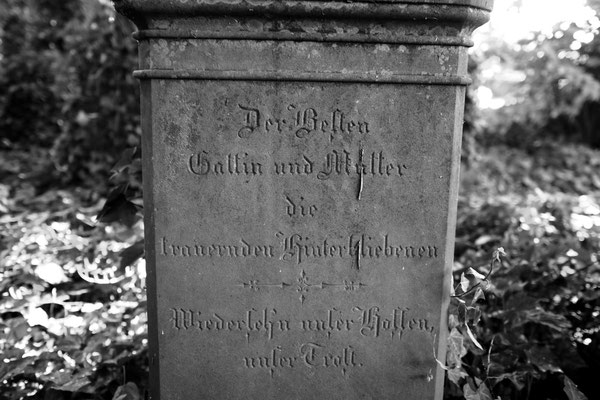 Der Besten
Gattin und Mutter
die
trauernden Hinterbliebenen
Wiedersehn unser Hoffen,
unser Trost.